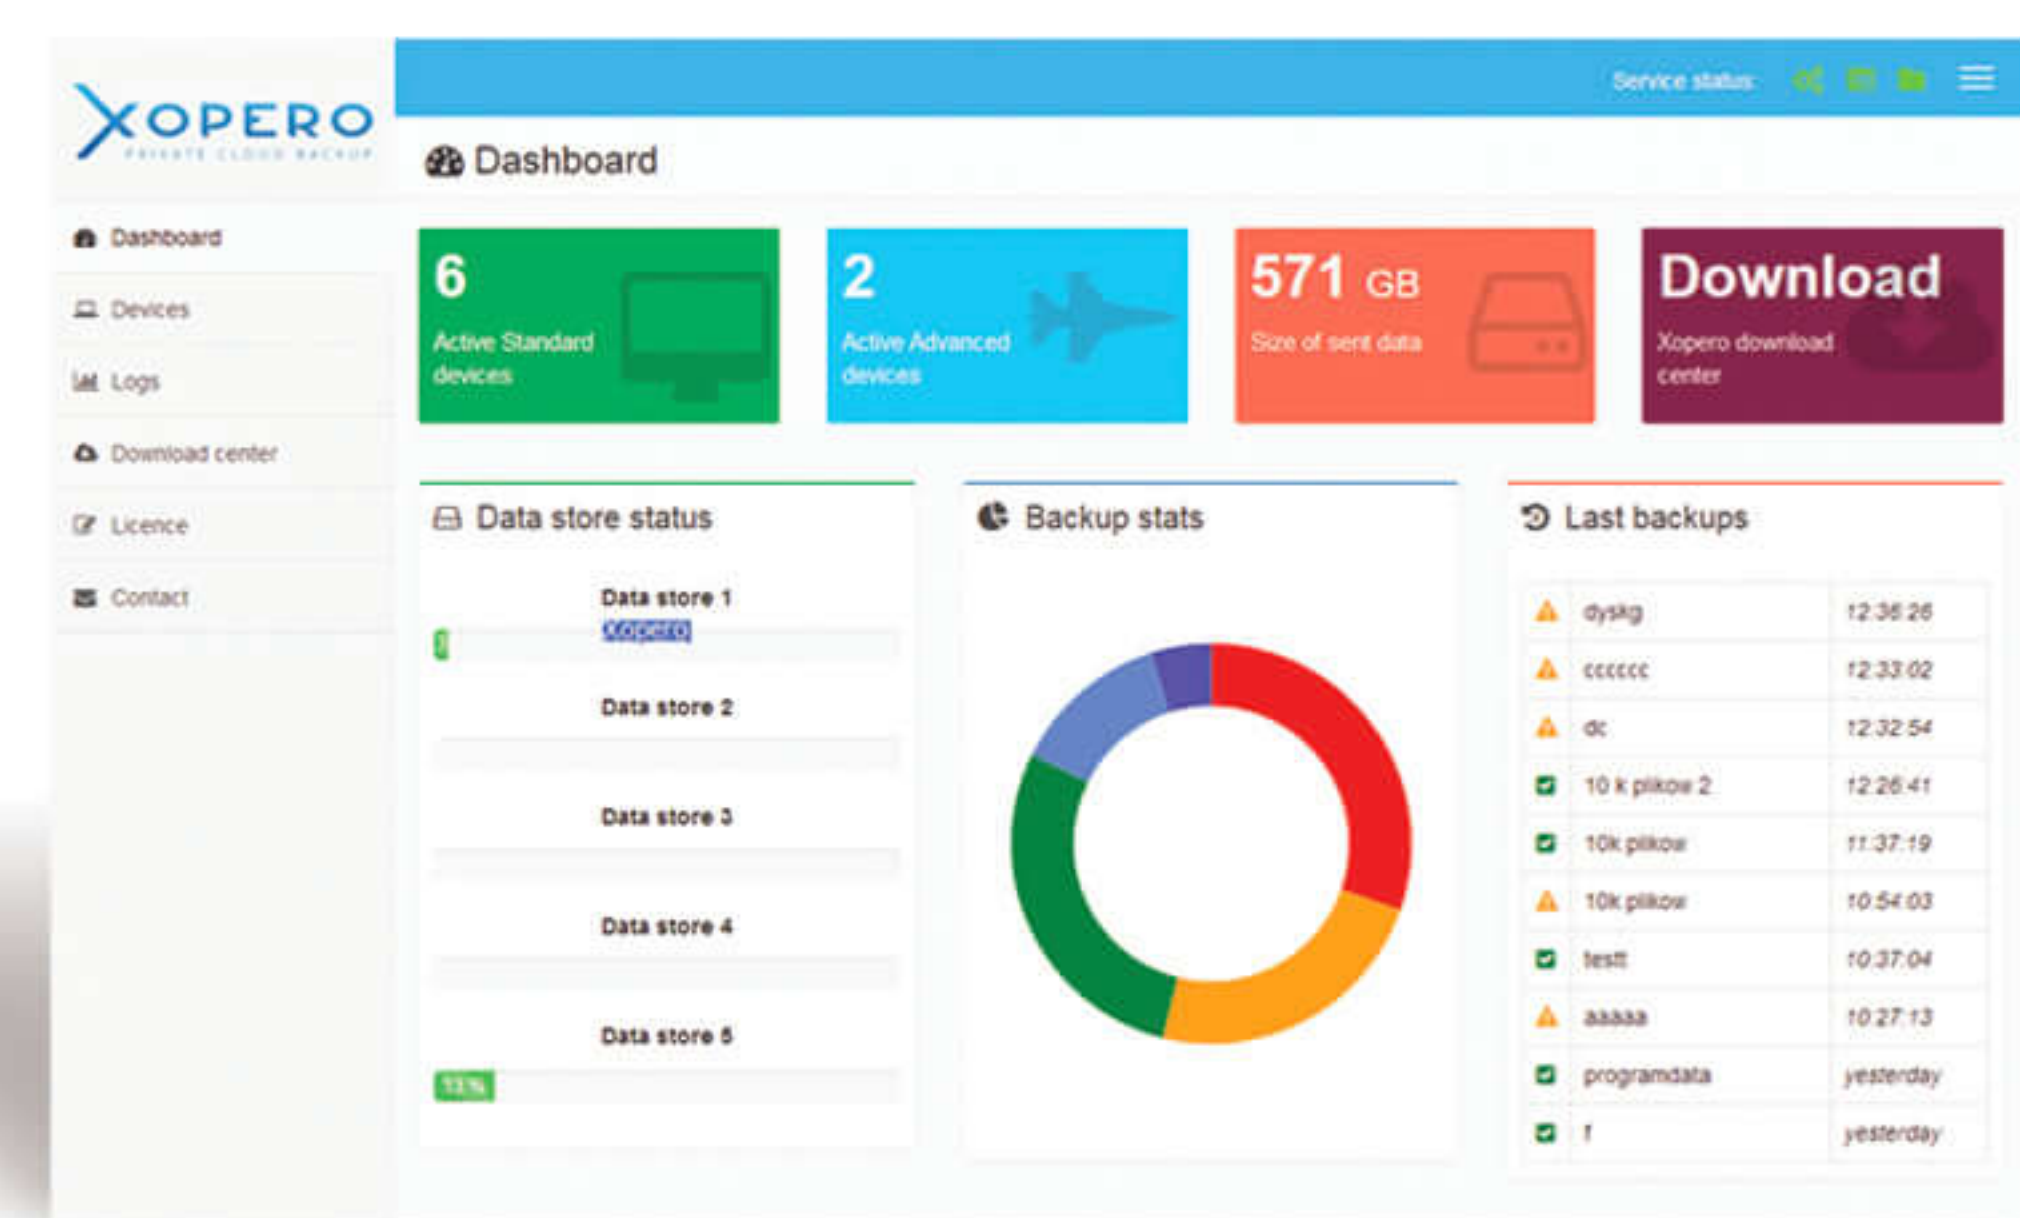 XOPERO
PRIVATE CLOUD BACKUP
Service status:
Dashboard
Dashboard
Devices
Logs
Download center
Licence
Contact
6
Active Standard
devices
2
Active Advanced
devices
571 GB
Size of sent data
Download
Xopero download
center
Data store status
Data store 1
Xopero
Data store 2
Data store 3
Data store 4
Data store 5
13%
Backup stats
Last backups
dyskg 12:36:26
cccccc 12:33:02
dc 12:32:54
10 k plikow 2 12:26:41
10k plikow 11:37:19
10k plikow 10:54:03
testt 10:37:04
aaaaa 10:27:13
programdata yesterday
f yesterday